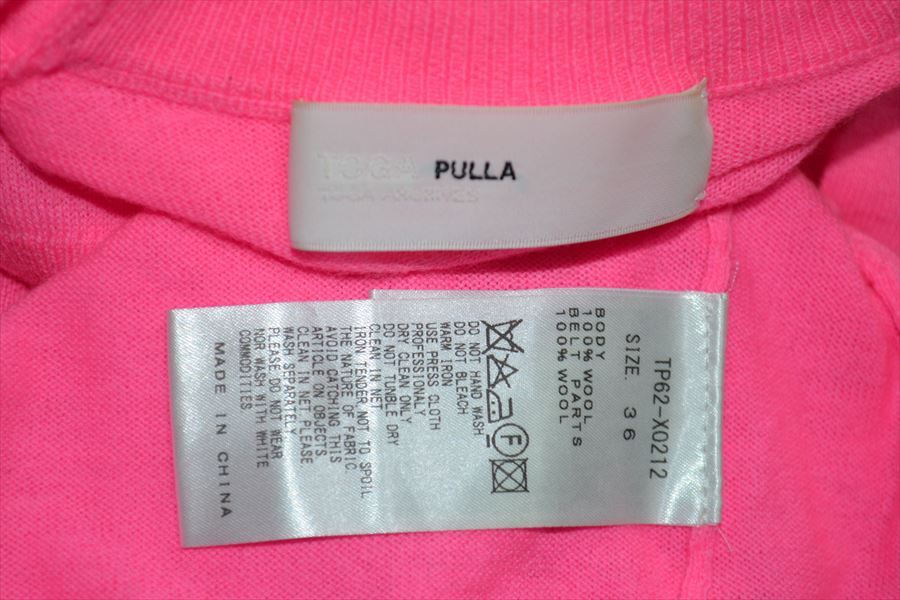 TOGA PULLA
TOGA ARCHIVES
TP62-X0212
SIZE. 36
BODY
100% WOOL
BELT PARTS
100% WOOL
F
DO NOT HAND WASH
DO NOT BLEACH
WARM IRON
USE PRESS CLOTH
PROFESSIONALY
DRY CLEAN ONLY
DO NOT TUMBLE DRY
CLEAN IN NET
IRON TENDER NOT TO SPOIL
THE NATURE OF FABRIC
AVOID CATCHING THIS
ARTICLE ON OBJECTS.
CLEAN IN NET PLEASE
WASH SEPARATELY
PLEASE DO NOT WEAR
NOR WASH WITH WHITE
COMMODITIES
MADE IN CHINA